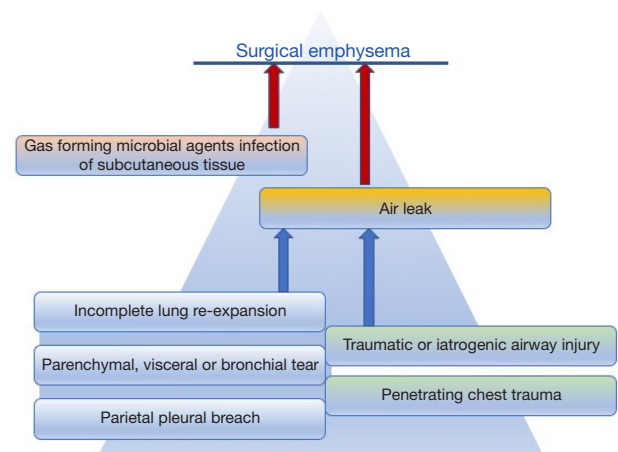 Surgical emphysema
Gas forming microbial agents infection
of subcutaneous tissue
Air leak
Incomplete lung re-expansion
Traumatic or iatrogenic airway injury
Parenchymal, visceral or bronchial tear
Penetrating chest trauma
Parietal pleural breach